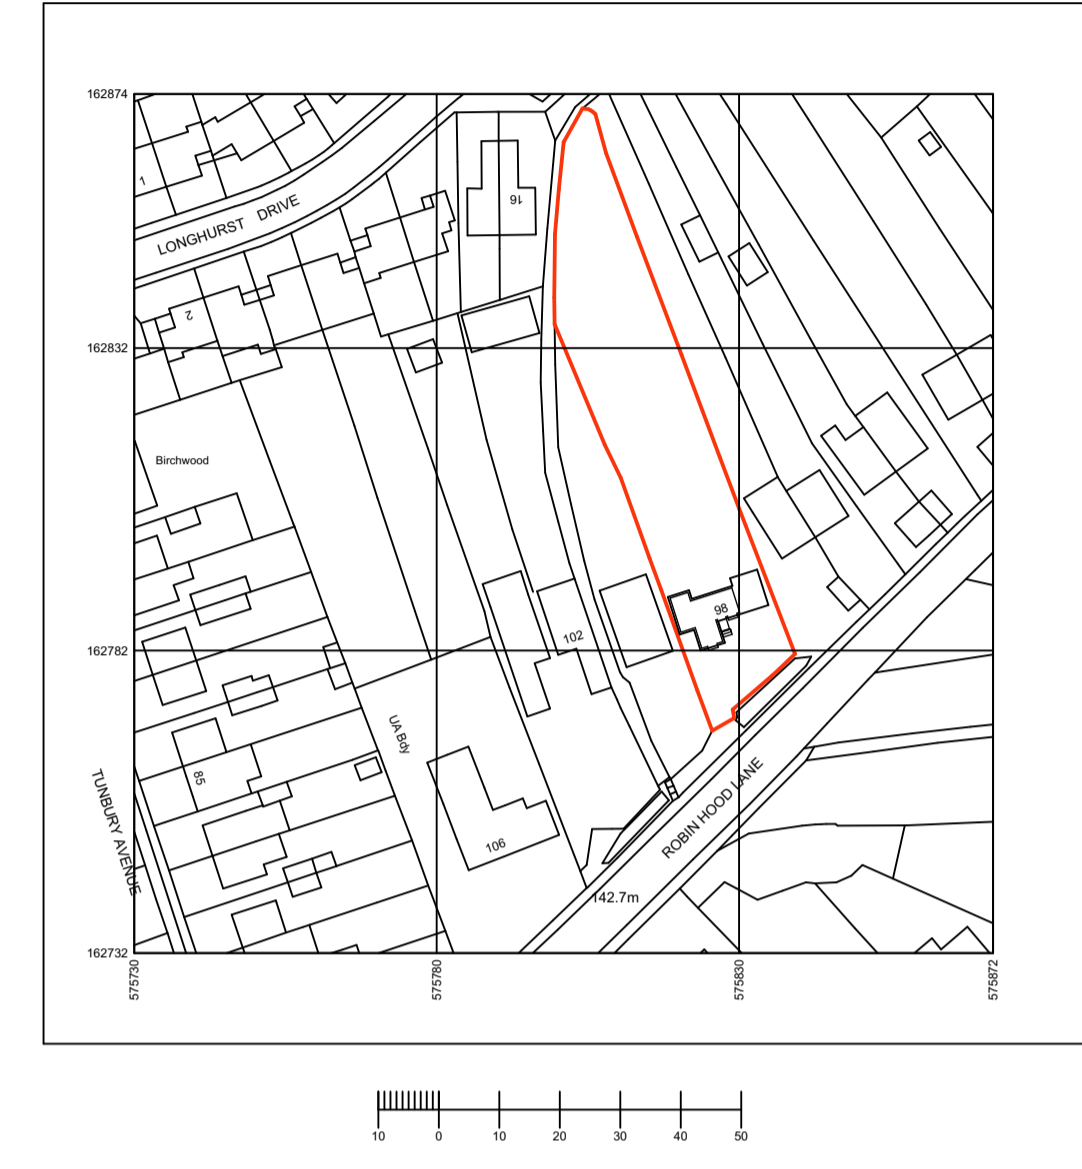 162874
1
LONGHURST DRIVE
16
2
162832
Birchwood
98
102
162782
UA Bdy
85
TUNBURY AVENUE
106
ROBIN HOOD LANE
142.7m
162732
575730
575780
575830
575872
10 0 10 20 30 40 50